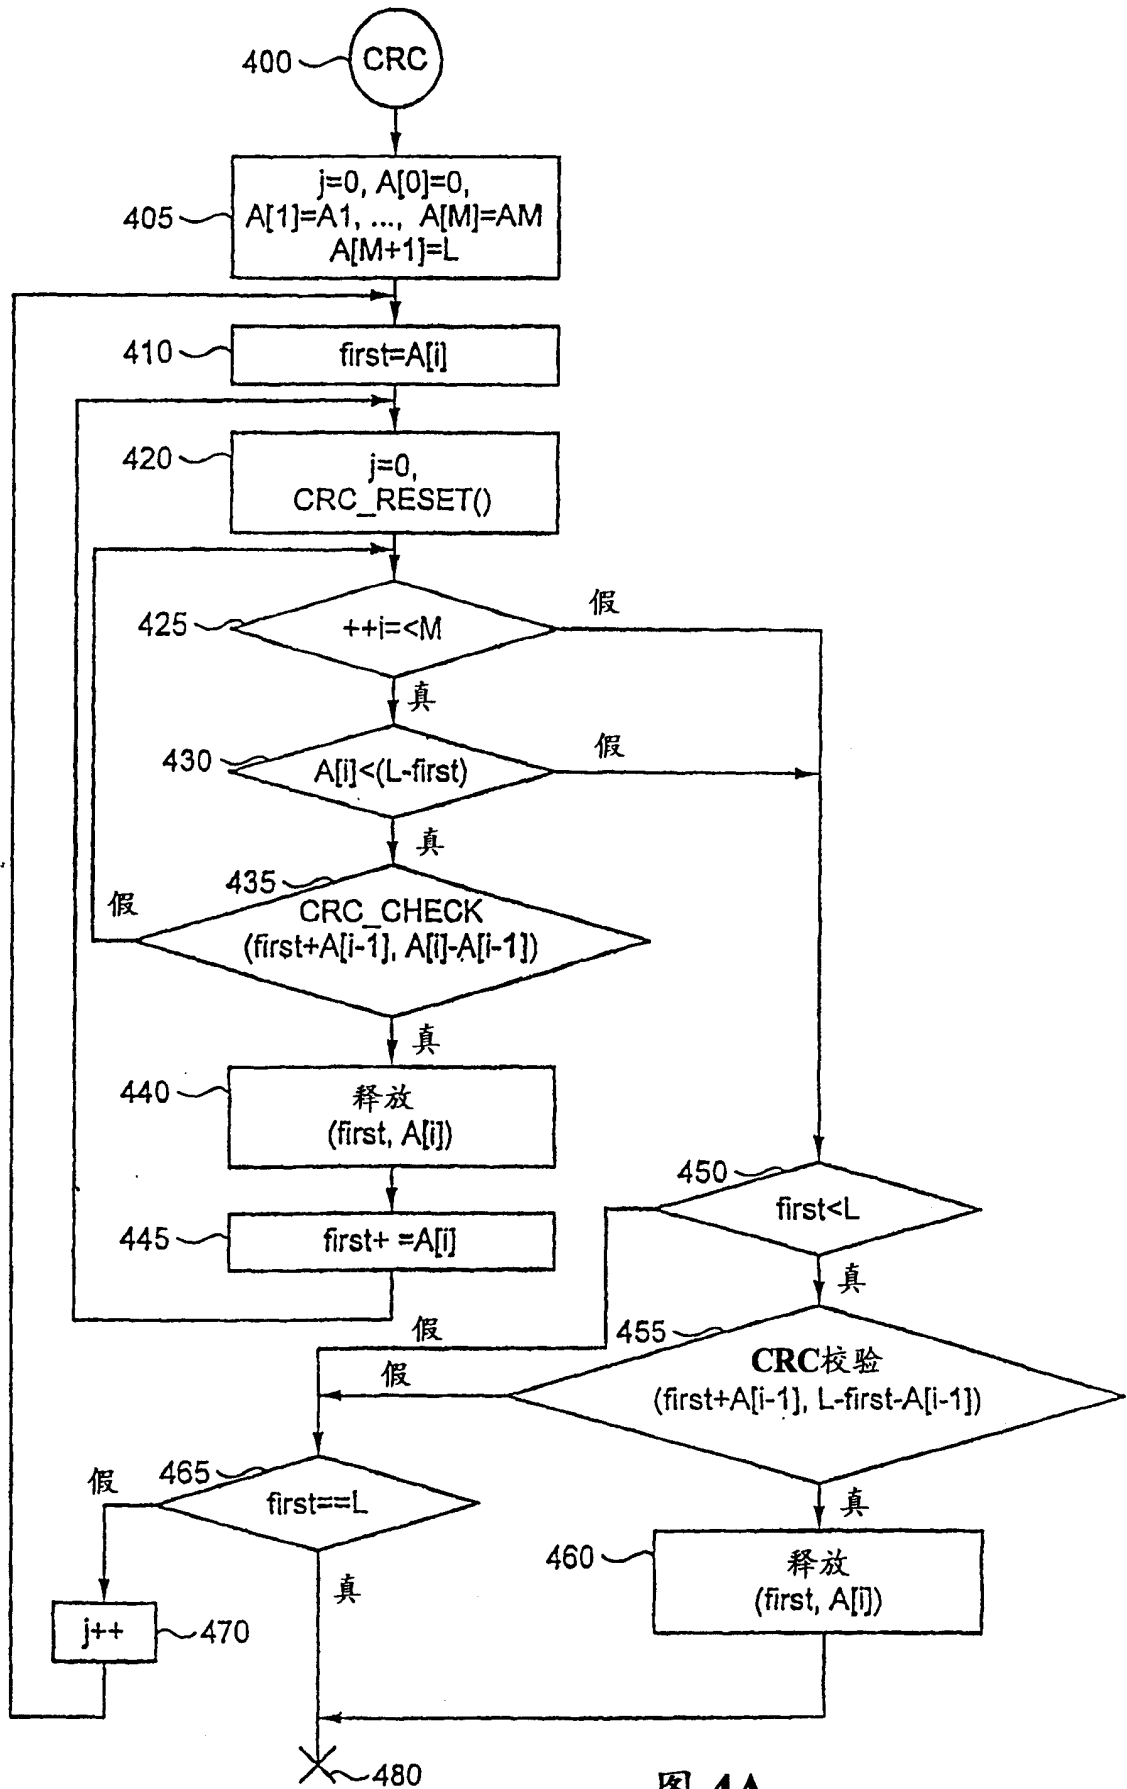 400
CRC
405
j=0, A[0]=0,
A[1]=A1, ..., A[M]=AM
A[M+1]=L
410
first=A[i]
420
j=0,
CRC_RESET()
425
++i=<M
假
真
430
A[i]<(L-first)
假
真
435
假
CRC_CHECK
(first+A[i-1], A[i]-A[i-1])
真
440
释放
(first, A[i])
445
first+ =A[i]
450
first<L
真
假
455
CRC校验
(first+A[i-1], L-first-A[i-1])
假
真
465
first==L
假
真
460
释放
(first, A[i])
j++
470
480
图 4A